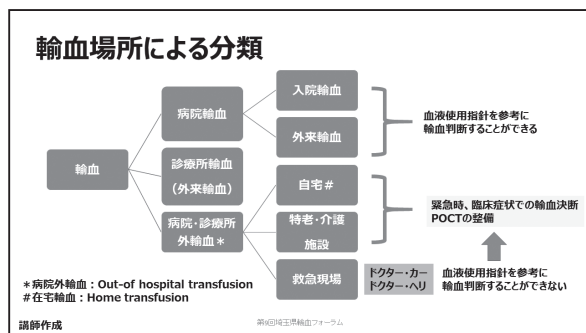 輸血場所による分類
輸血
病院輸血
診療所輸血
(外来輸血)
病院・診療所
外輸血*
入院輸血
外来輸血
自宅#
特老・介護
施設
救急現場
血液使用指針を参考に
輸血判断することができる
緊急時、臨床症状での輸血決断
POCTの整備
ドクター・カー
ドクター・ヘリ
血液使用指針を参考に
輸血判断することができない
*病院外輸血:Out-of hospital transfusion
#在宅輸血:Home transfusion
講師作成
第9回埼玉県輸血フォーラム